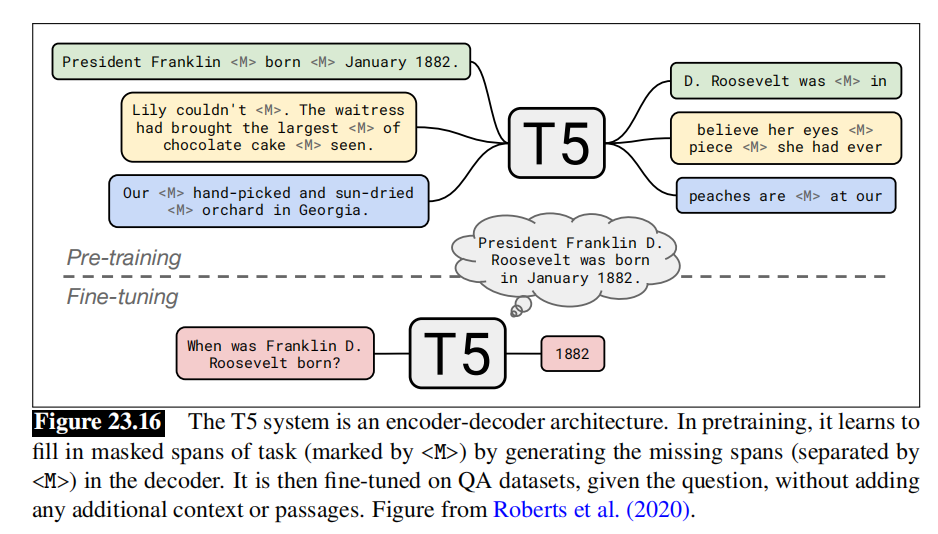 President Franklin <M> born <M> January 1882.
Lily couldn't <M>. The waitress
had brought the largest <M> of
chocolate cake <M> seen.
Our <M> hand-picked and sun-dried
<M> orchard in Georgia.
T5
D. Roosevelt was <M> in
believe her eyes <M>
piece <M> she had ever
peaches are <M> at our
Pre-training
President Franklin D.
Roosevelt was born
in January 1882.
Fine-tuning
When was Franklin D.
Roosevelt born?
T5
1882
Figure 23.16 The T5 system is an encoder-decoder architecture. In pretraining, it learns to
fill in masked spans of task (marked by <M>) by generating the missing spans (separated by
<M>) in the decoder. It is then fine-tuned on QA datasets, given the question, without adding
any additional context or passages. Figure from Roberts et al. (2020).